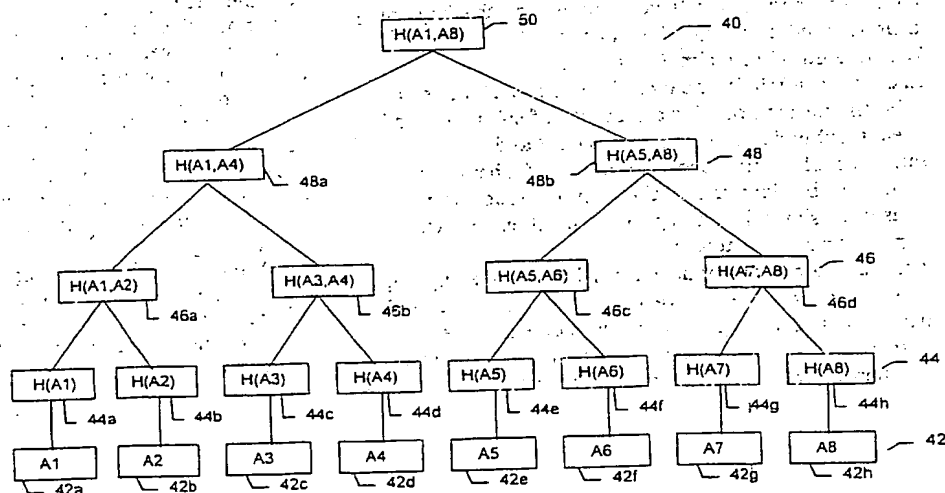 H(A1,A8) 50 40
H(A1,A4) 48a 48b H(A5,A8) 48
H(A1,A2) 46a H(A3,A4) 46b H(A5,A6) 46c H(A7,A8) 46 46d
H(A1) H(A2) H(A3) H(A4) H(A5) H(A6) H(A7) H(A8) 44
44a 44b 44c 44d 44e 44f 44g 44h
A1 A2 A3 A4 A5 A6 A7 A8 42
42a 42b 42c 42d 42e 42f 42g 42h